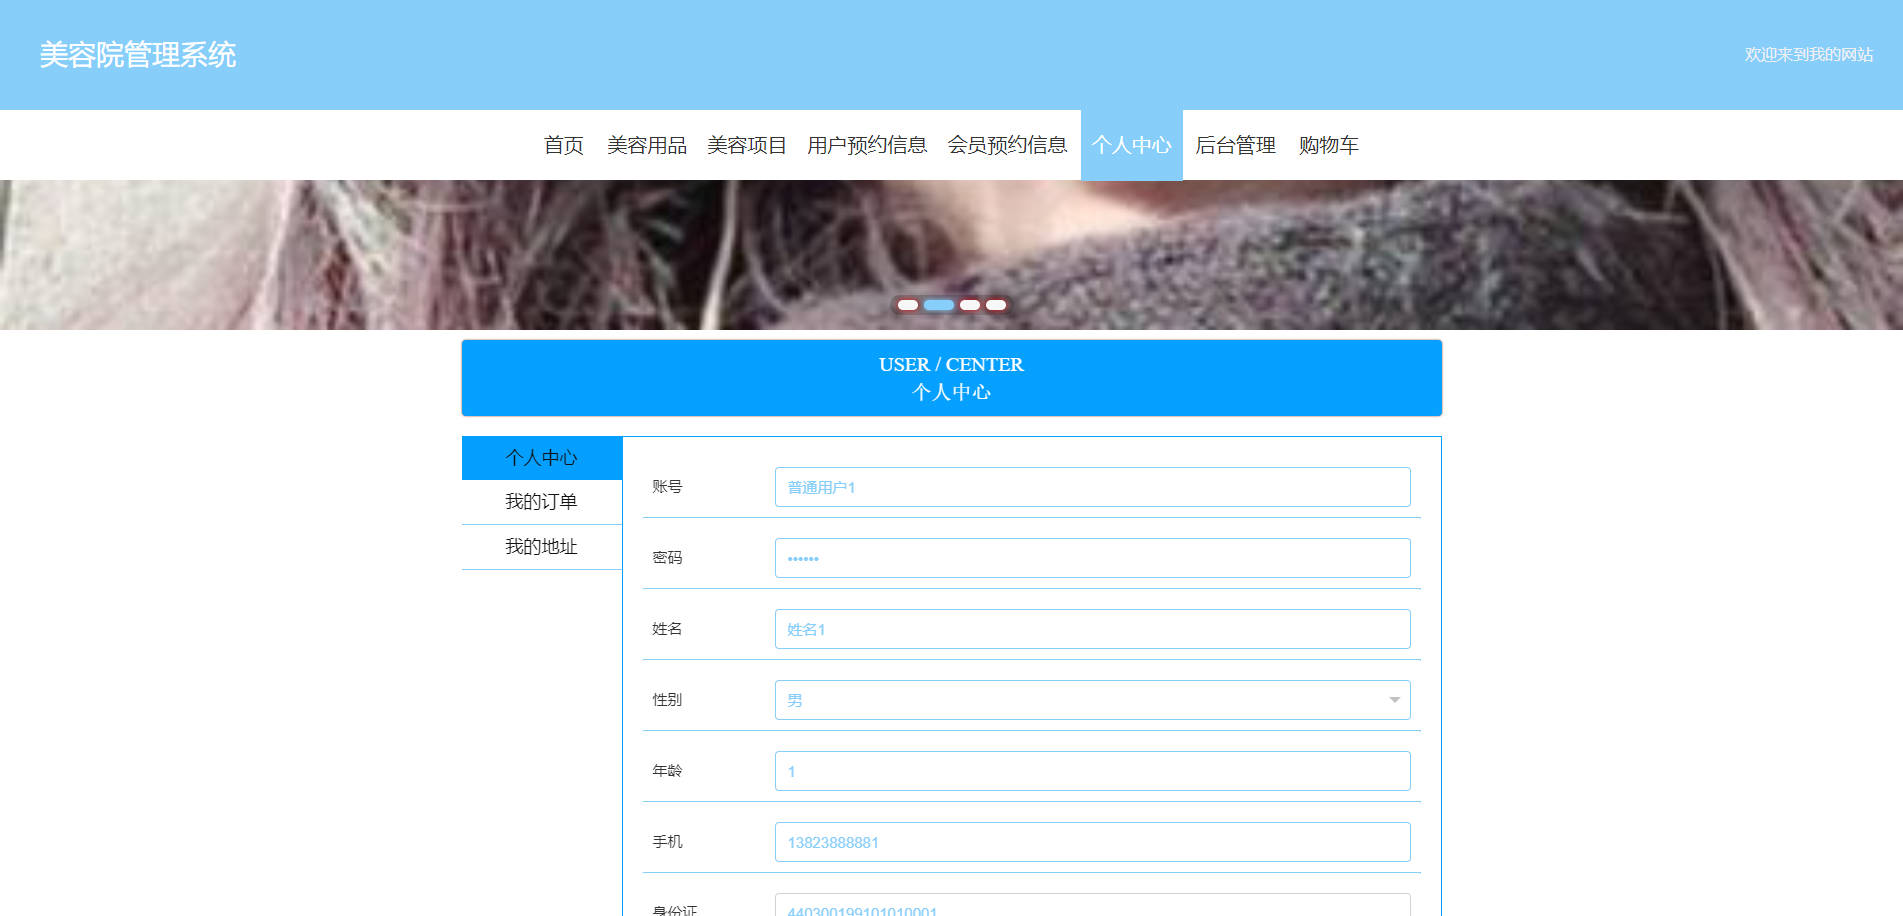 美容院管理系统
欢迎来到我的网站
首页 美容用品 美容项目 用户预约信息 会员预约信息 个人中心 后台管理 购物车
USER / CENTER
个人中心
个人中心
我的订单
我的地址
账号 普通用户1
密码 ••••••
姓名 姓名1
性别 男
年龄 1
手机 13823888881
身份证 440300199101010001